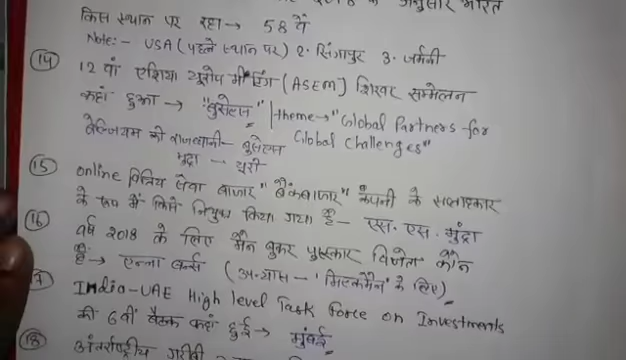 के अनुसार भारत
किस स्थान पर रहा → 58 वें
Note:- USA (पहले स्थान पर) 2. सिंगापुर 3. जर्मनी
(14) 12 वां एशिया यूरोप मीटिंग (ASEM) शिखर सम्मेलन
कहां हुआ → "ब्रुसेल्स" | theme → "Global Partners for
Global Challenges"
बेल्जियम की राजधानी - ब्रुसेल्स
मुद्रा - यूरो
(15) online वित्तिय सेवा बाजार "बैंकबाजार" कंपनी के सलाहकार
के रूप में किसे नियुक्त किया गया है - एस. एस. मुंद्रा
(16) वर्ष 2018 के लिए मैन बुकर पुरस्कार विजेता कौन
है → एन्ना बर्न्स (उपन्यास - 'मिल्कमैन' के लिए)
(17) India-UAE High level Task Force on Investments
की 6वीं बैठक कहां हुई → मुंबई
(18) अंतर्राष्ट्रीय गरीबी